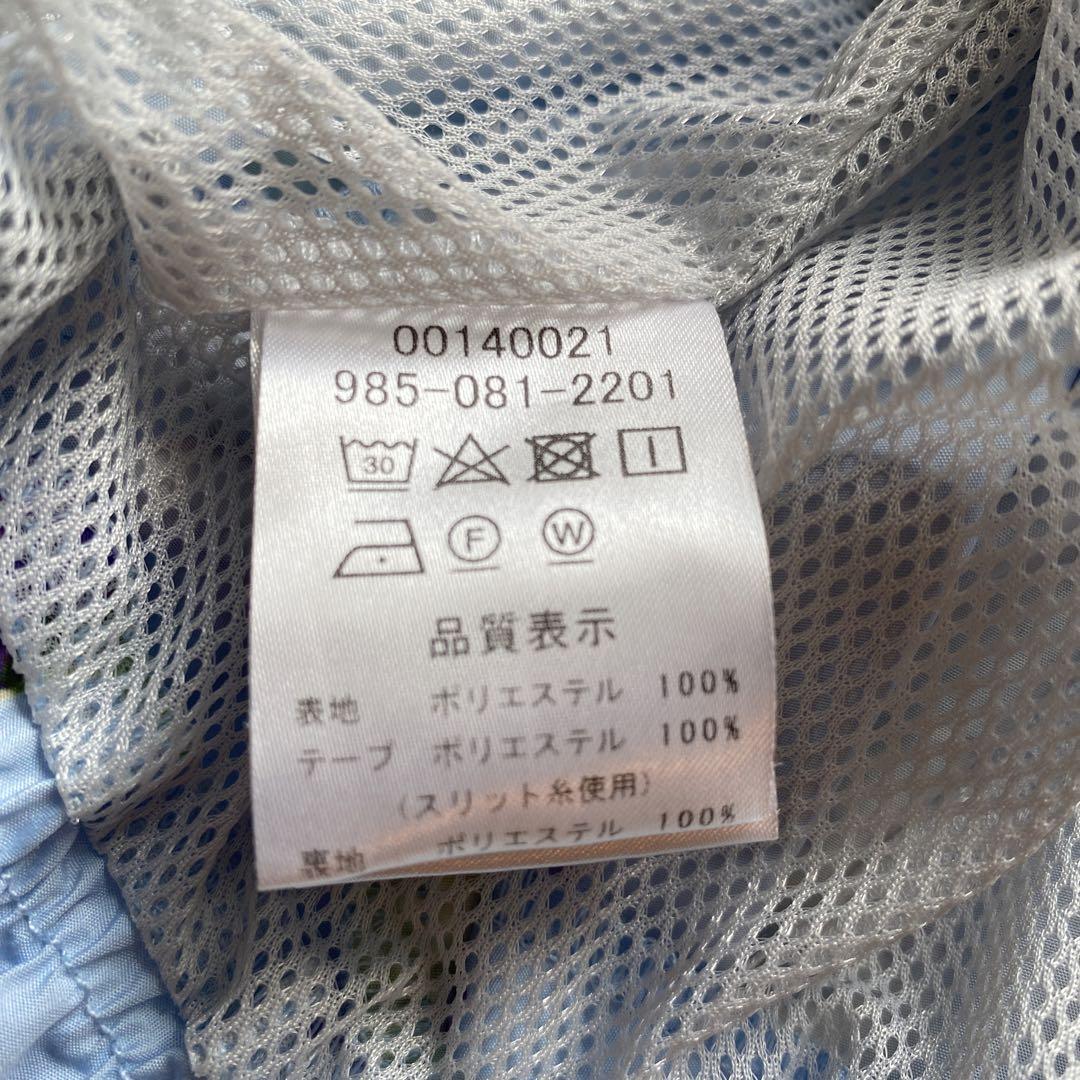 00140021
985-081-2201
30
F W
品質表示
表地 ポリエステル 100%
テープ ポリエステル 100%
(スリット糸使用)
裏地 ポリエステル 100%